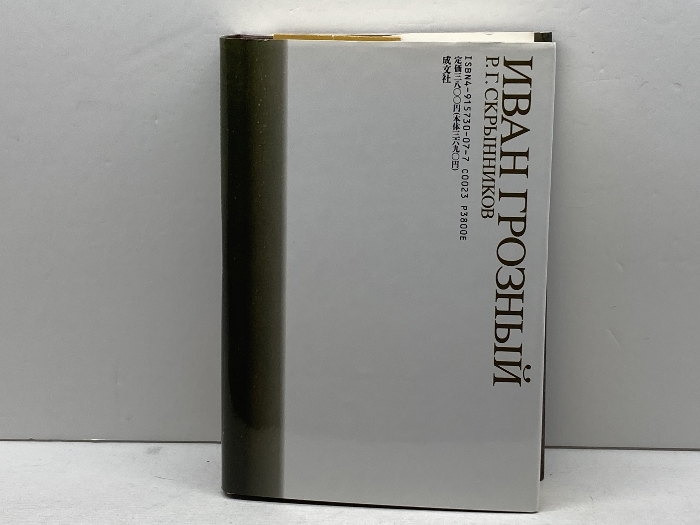 ИВАН ГРОЗНЫЙ
Р.Г. СКРЫННИКОВ
ISBN4-915730-07-7 C0023 P3800E
定価三八〇〇円(本体三六九〇円)
成文社